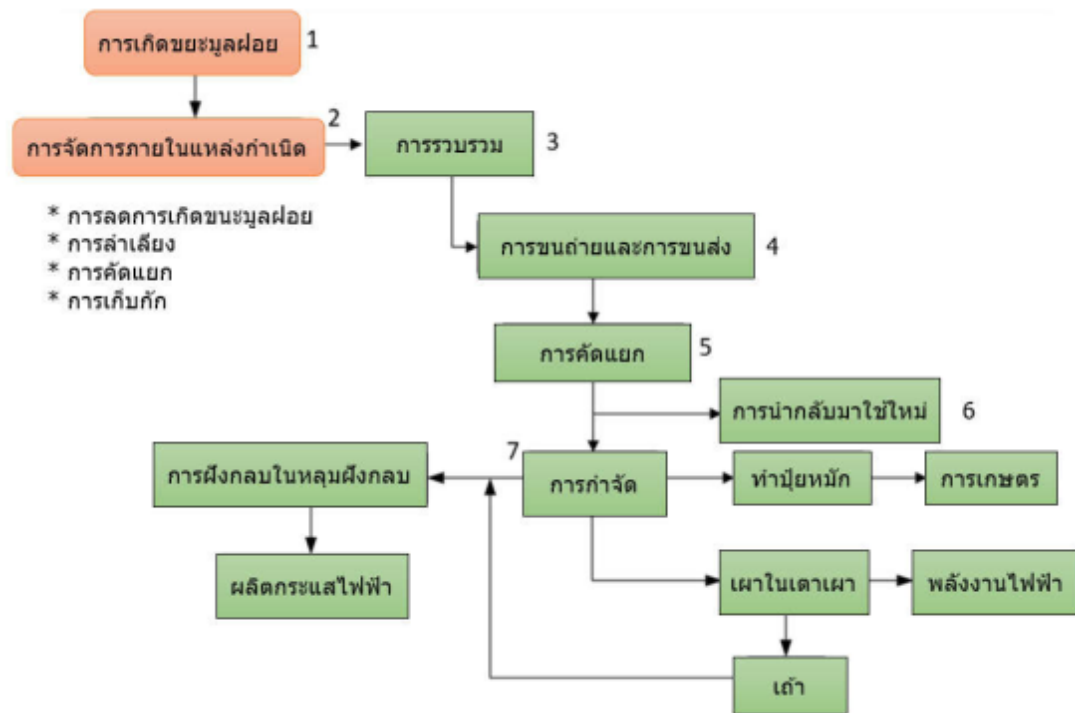 การเกิดขยะมูลฝอย
1
การจัดการภายในแหล่งกำเนิด
2
การรวบรวม
3
* การลดการเกิดขนะมูลฝอย
* การลำเลียง
* การคัดแยก
* การเก็บกัก
การขนถ่ายและการขนส่ง
4
การคัดแยก
5
การนำกลับมาใช้ใหม่
6
7
การกำจัด
การฝังกลบในหลุมฝังกลบ
ทำปุ๋ยหมัก
การเกษตร
ผลิตกระแสไฟฟ้า
เผาในเตาเผา
พลังงานไฟฟ้า
เถ้า